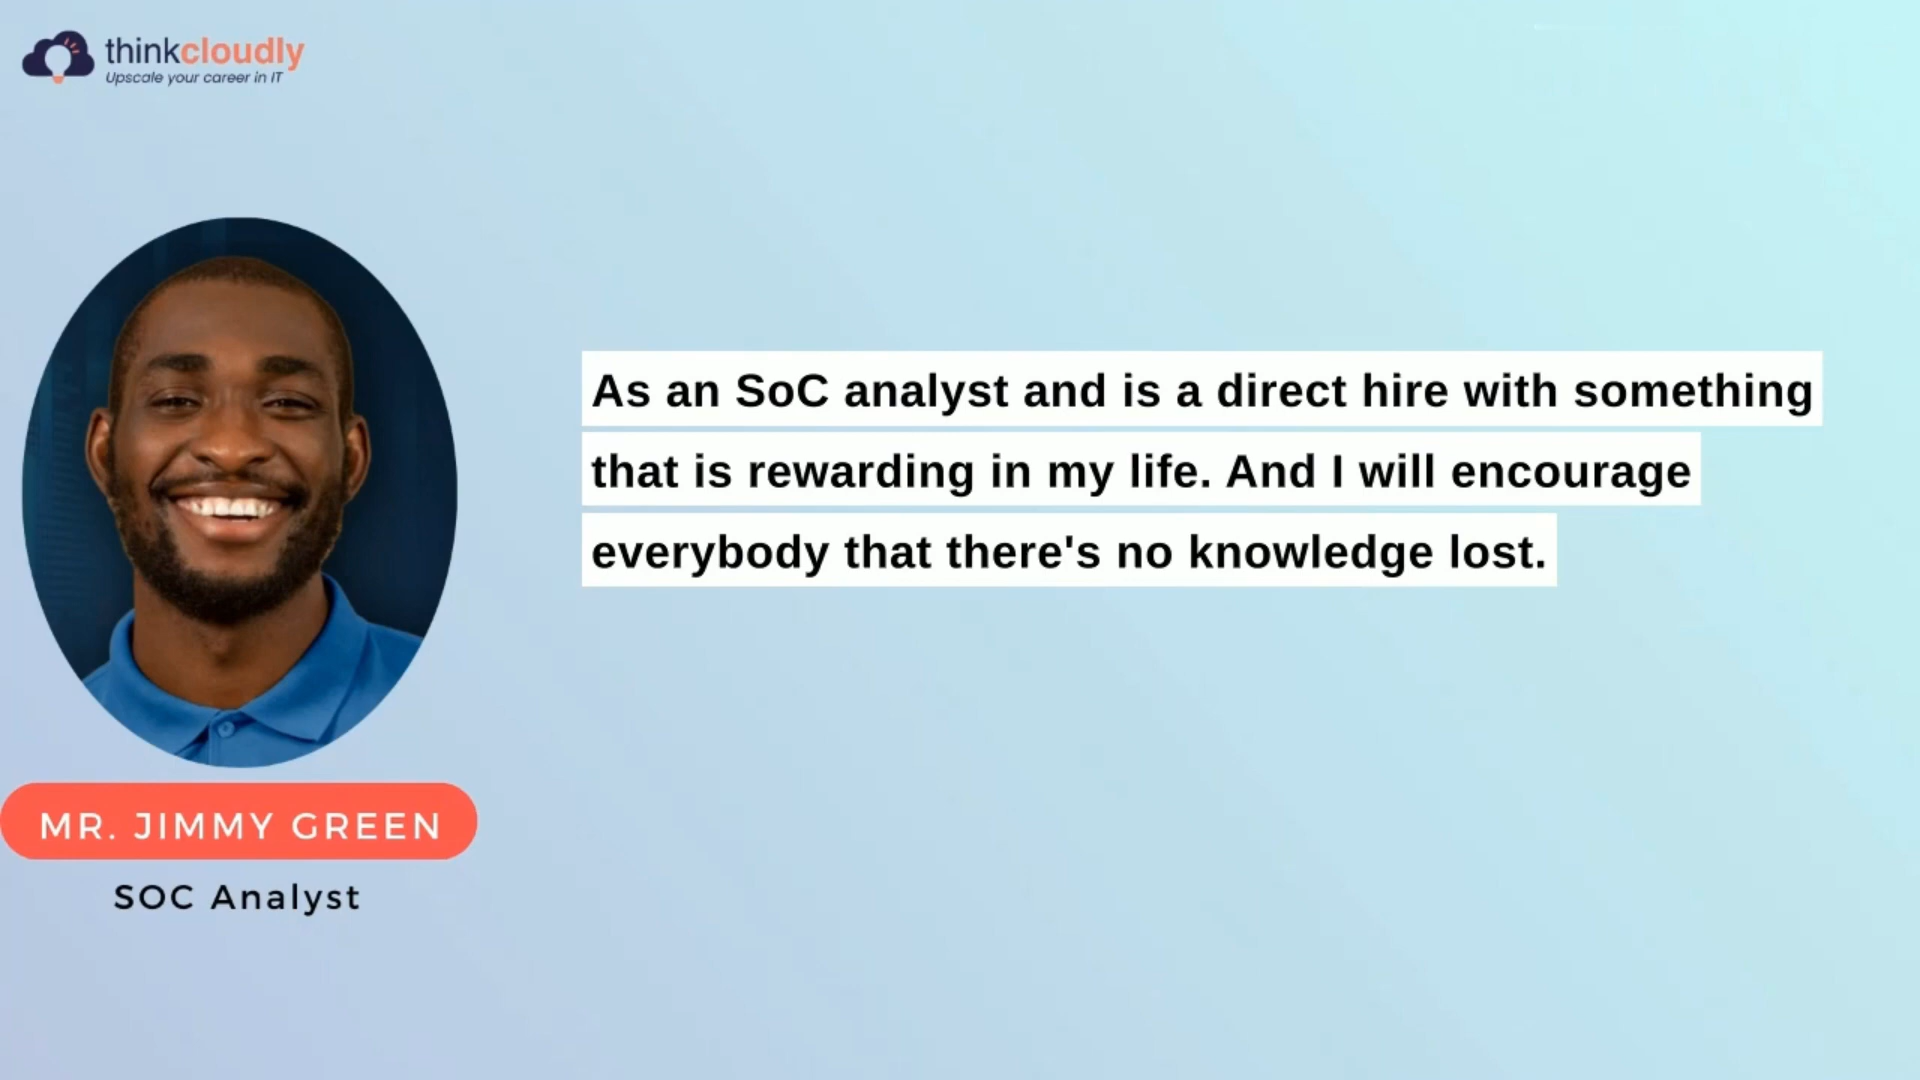 thinkcloudly
Upscale your career in IT
As an SoC analyst and is a direct hire with something
that is rewarding in my life. And I will encourage
everybody that there's no knowledge lost.
MR. JIMMY GREEN
SOC Analyst